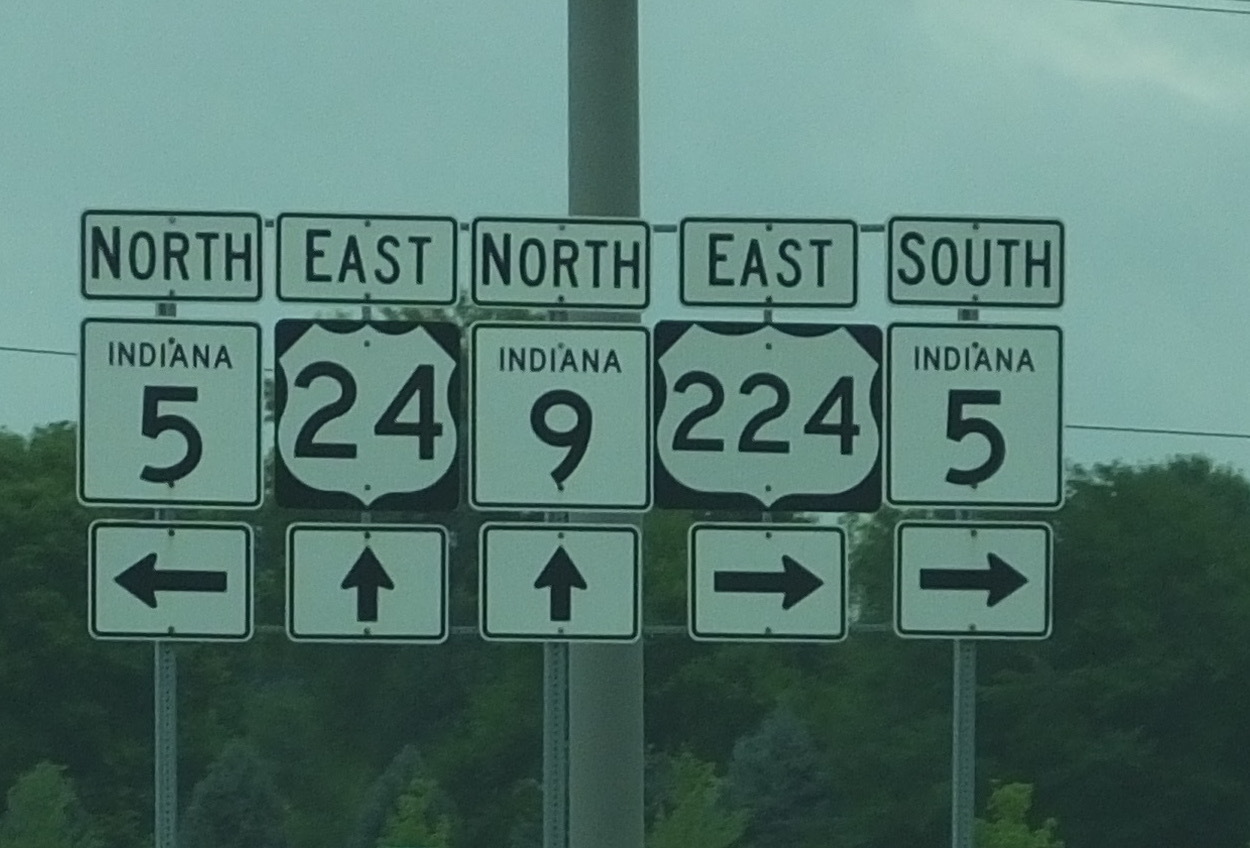 NORTH EAST NORTH EAST SOUTH
INDIANA 24 INDIANA 224 INDIANA
5 9 5